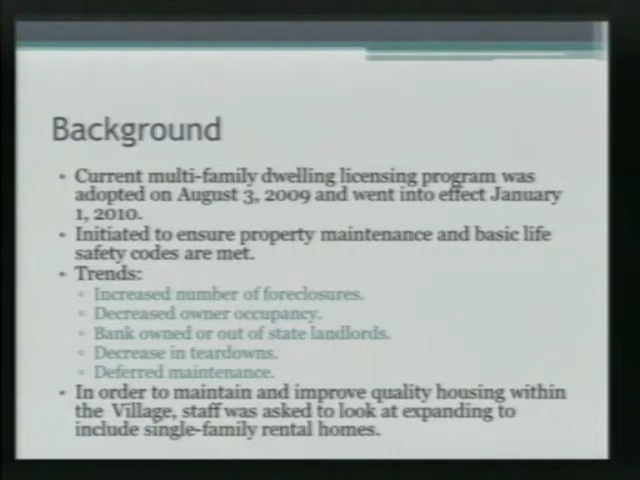 Background
• Current multi-family dwelling licensing program was
adopted on August 3, 2009 and went into effect January
1, 2010.
• Initiated to ensure property maintenance and basic life
safety codes are met.
• Trends:
▫ Increased number of foreclosures.
▫ Decreased owner occupancy.
▫ Bank owned or out of state landlords.
▫ Decrease in teardowns.
▫ Deferred maintenance.
• In order to maintain and improve quality housing within
the Village, staff was asked to look at expanding to
include single-family rental homes.